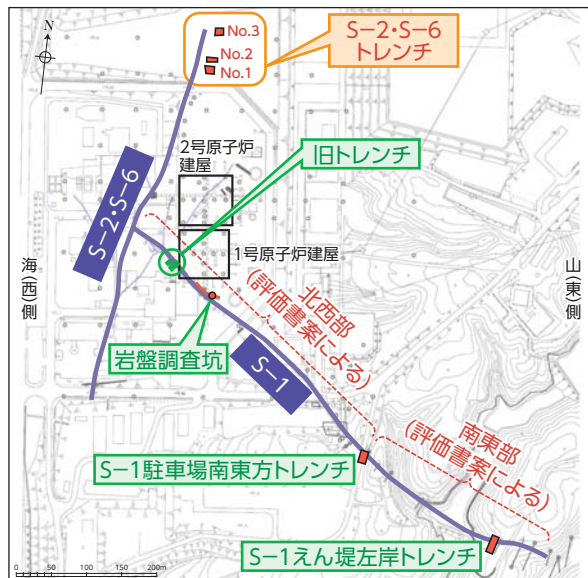 N
No.3
No.2
No.1
S−2・S−6
トレンチ
2号原子炉
建屋
旧トレンチ
S−2・S−6
1号原子炉建屋
海(西)側
山(東)側
北西部
(評価書案による)
岩盤調査坑
S−1
南東部
(評価書案による)
S−1駐車場南東方トレンチ
S−1えん堤左岸トレンチ
0 50 100 150 200m